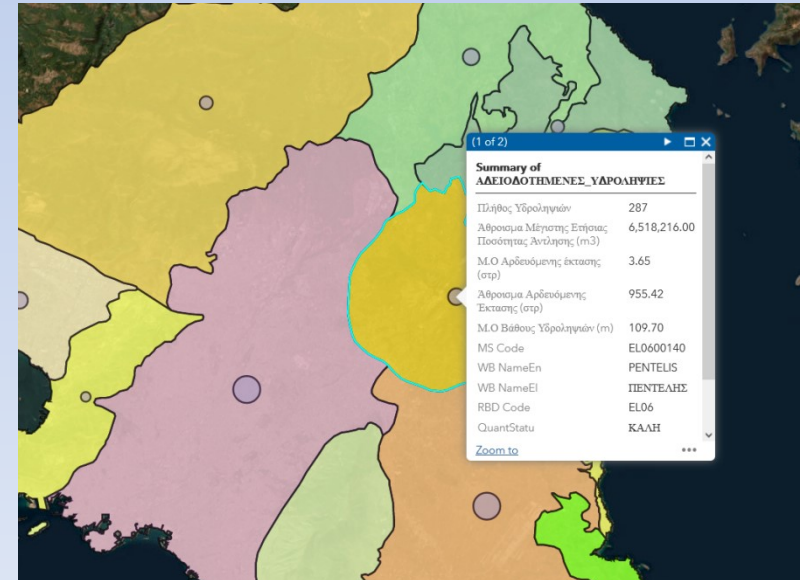 (1 of 2)
Summary of
ΑΔΕΙΟΔΟΤΗΜΕΝΕΣ_ΥΔΡΟΛΗΨΙΕΣ
Πλήθος Υδροληψιών 287
Άθροισμα Μέγιστης Ετήσιας 6,518,216.00
Ποσότητας Άντλησης (m3)
Μ.Ο Αρδευόμενης έκτασης 3.65
(στρ)
Άθροισμα Αρδευόμενης 955.42
Έκτασης (στρ)
Μ.Ο Βάθους Υδροληψιών (m) 109.70
MS Code EL0600140
WB NameEn PENTELIS
WB NameEl ΠΕΝΤΕΛΗΣ
RBD Code EL06
QuantStatu ΚΑΛΗ
Zoom to